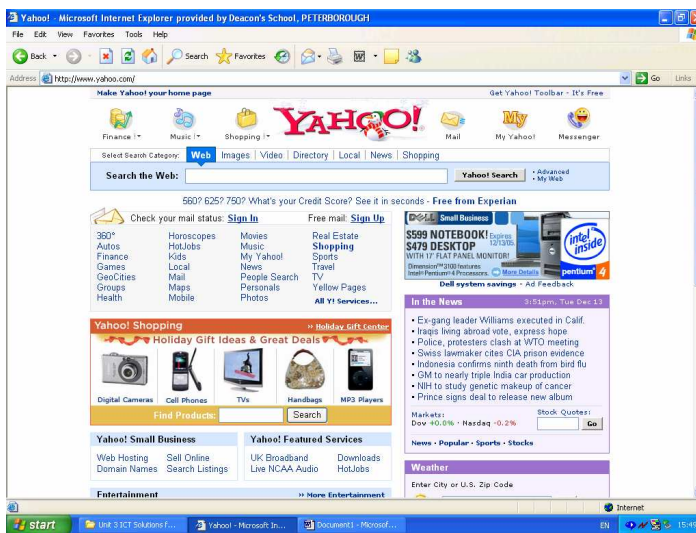 Yahoo! - Microsoft Internet Explorer provided by Deacon's School, PETERBOROUGH
File Edit View Favorites Tools Help
Back Search Favorites
Address http://www.yahoo.com/ Go Links
Make Yahoo! your home page Get Yahoo! Toolbar - It's Free
YAHOO!
Finance Music Shopping Mail My Yahoo! Messenger
Select Search Category: Web Images Video Directory Local News Shopping
Search the Web: Yahoo! Search • Advanced
• My Web
560? 625? 750? What's your Credit Score? See it in seconds - Free from Experian
Check your mail status: Sign In Free mail: Sign Up
360° Horoscopes Movies Real Estate
Autos HotJobs Music Shopping
Finance Kids My Yahoo! Sports
Games Local News Travel
GeoCities Mail People Search TV
Groups Maps Personals Yellow Pages
Health Mobile Photos All Y! Services...
DELL Small Business
$599 NOTEBOOK! Expires
$479 DESKTOP 12/13/05.
WITH 17" FLAT PANEL MONITOR!
Dimension™ 3100 features
Intel® Pentium® 4 Processors. More Details
intel inside
pentium 4
Dell system savings - Ad Feedback
Yahoo! Shopping » Holiday Gift Center
Holiday Gift Ideas & Great Deals
Digital Cameras Cell Phones TVs Handbags MP3 Players
Find Products: Search
In the News 3:51pm, Tue Dec 13
• Ex-gang leader Williams executed in Calif.
• Iraqis living abroad vote, express hope
• Police, protesters clash at WTO meeting
• Swiss lawmaker cites CIA prison evidence
• Indonesia confirms ninth death from bird flu
• GM to nearly triple India car production
• NIH to study genetic makeup of cancer
• Prince signs deal to release new album
Markets: Stock Quotes:
Dow +0.0% · Nasdaq -0.2% Go
News - Popular - Sports - Stocks
Yahoo! Small Business Yahoo! Featured Services
Web Hosting Sell Online UK Broadband Downloads
Domain Names Search Listings Live NCAA Audio HotJobs
Weather
Enter City or U.S. Zip Code
Entertainment » More Entertainment
Internet
start Unit 3 ICT Solutions f... Yahoo! - Microsoft In... Document1 - Microsof... EN 15:49